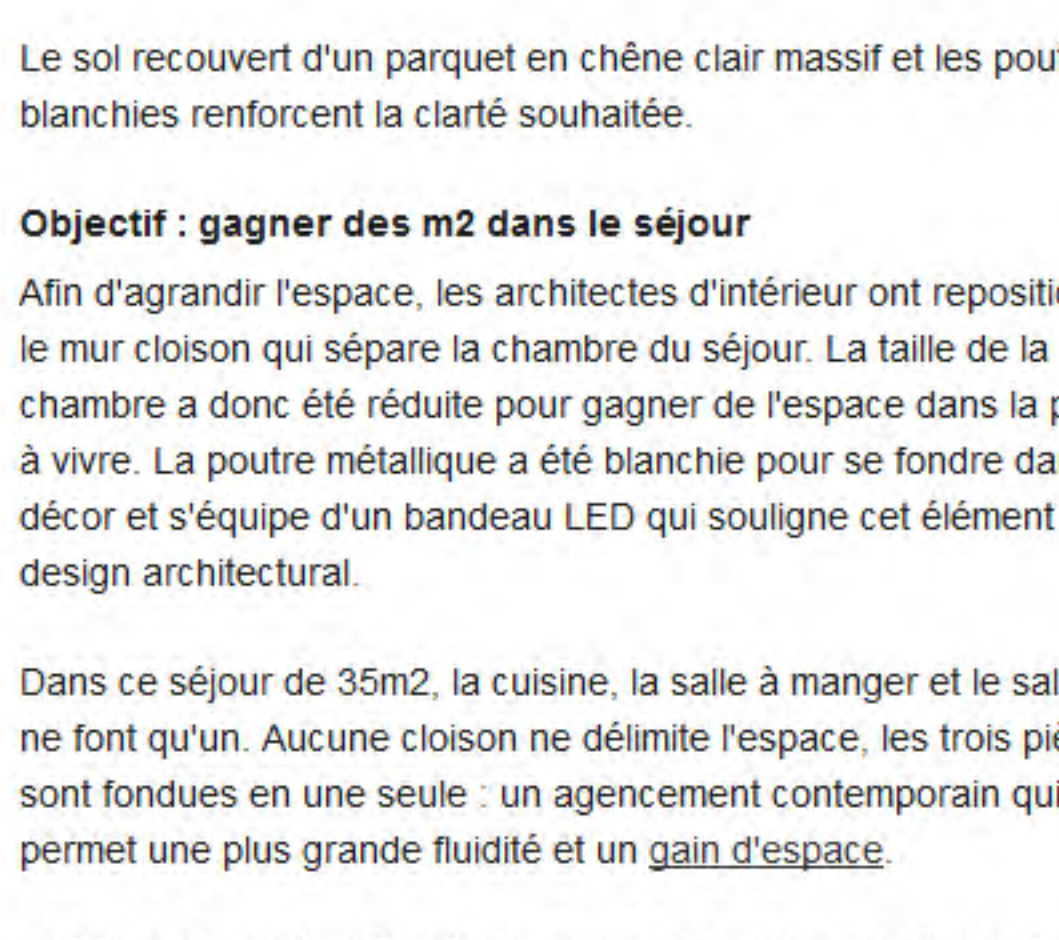 Le sol recouvert d'un parquet en chêne clair massif et les pou
blanchies renforcent la clarté souhaitée.
Objectif : gagner des m2 dans le séjour
Afin d'agrandir l'espace, les architectes d'intérieur ont repositi
le mur cloison qui sépare la chambre du séjour. La taille de la
chambre a donc été réduite pour gagner de l'espace dans la p
à vivre. La poutre métallique a été blanchie pour se fondre da
décor et s'équipe d'un bandeau LED qui souligne cet élément
design architectural.
Dans ce séjour de 35m2, la cuisine, la salle à manger et le sal
ne font qu'un. Aucune cloison ne délimite l'espace, les trois piè
sont fondues en une seule : un agencement contemporain qui
permet une plus grande fluidité et un gain d'espace.